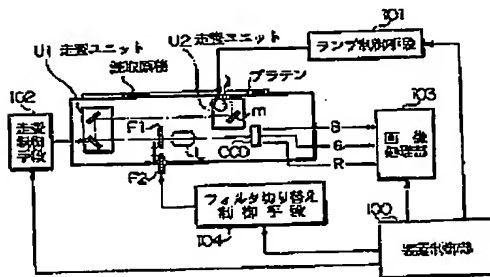 U1 走査ユニット
U2 走査ユニット
101
ランプ制御手段
読取原稿
プラテン
102
走査
制御
手段
F1
m
L
CCD
F2
B
G
R
103
画像
処理部
フィルタ切り替え
制御手段
104
100
装置制御部